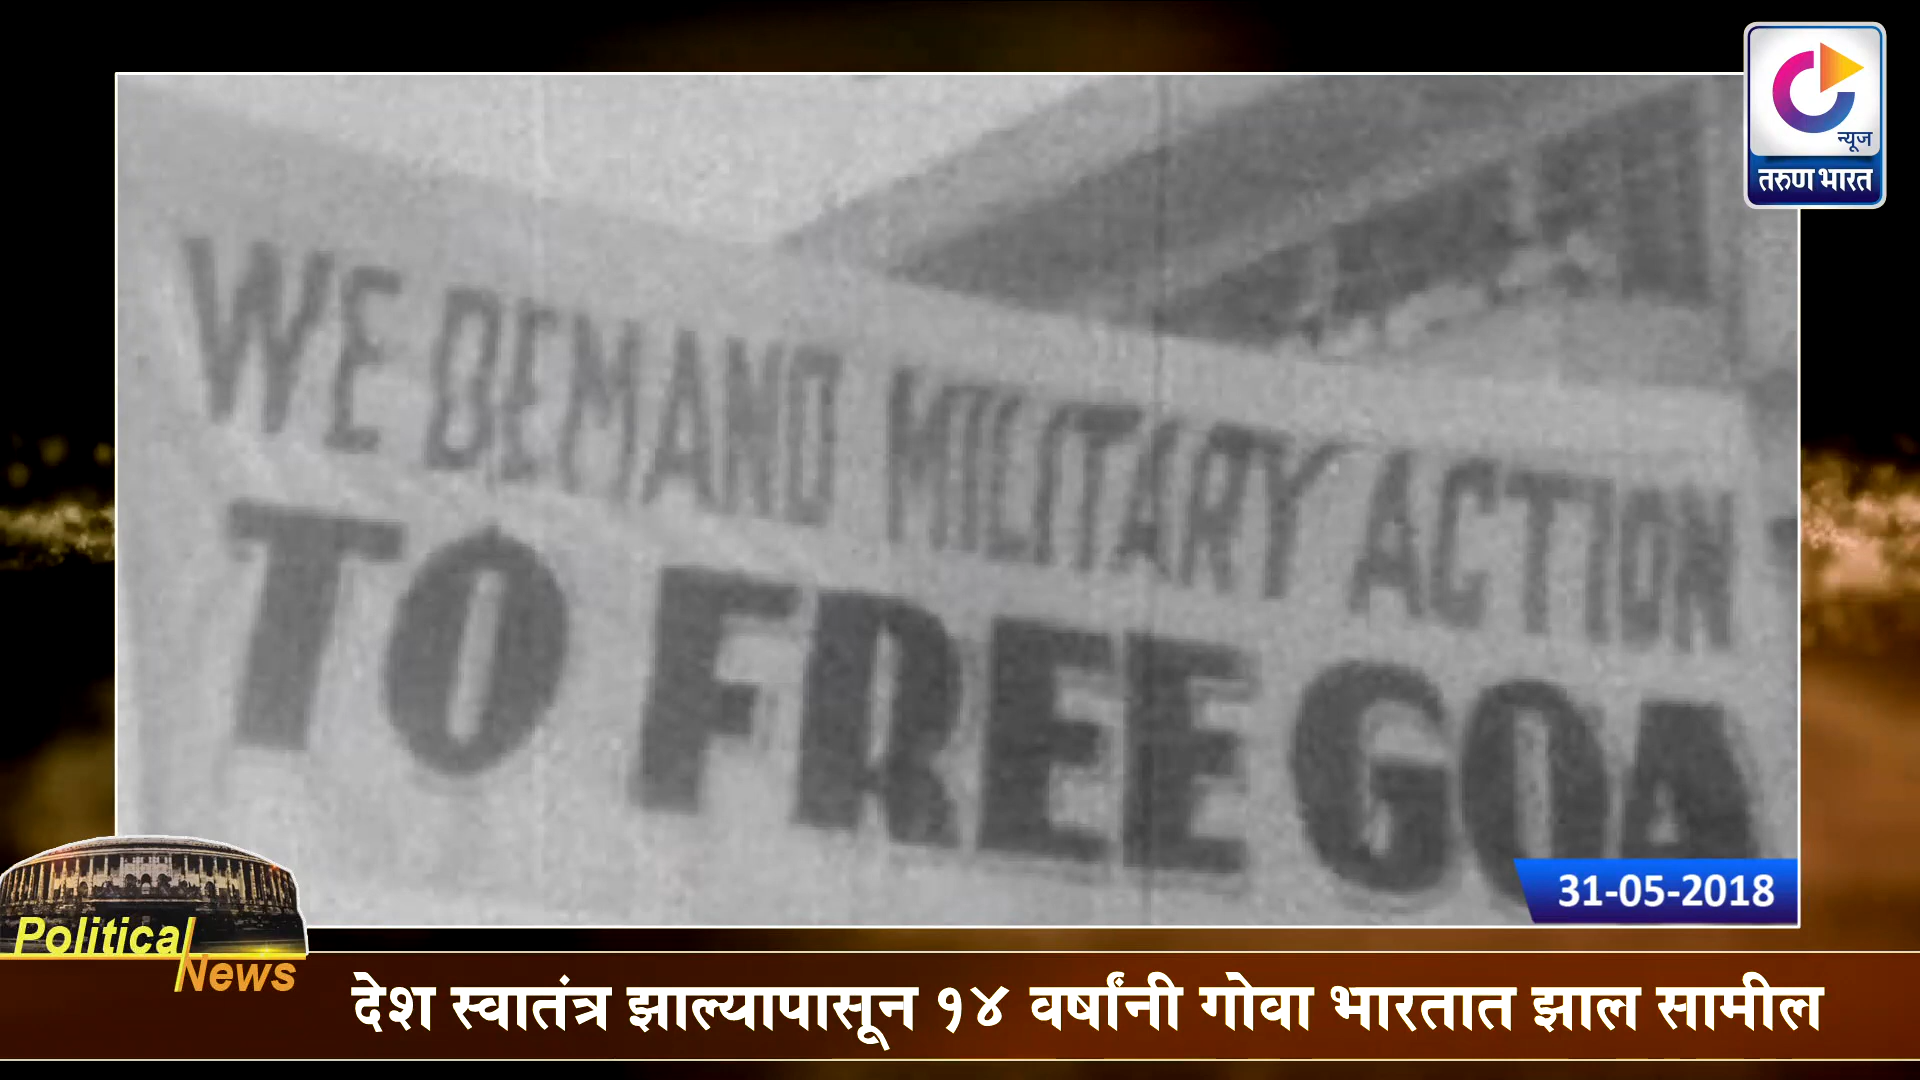 न्यूज
तरुण भारत
WE DEMAND MILITARY ACTION
TO FREE GOA
31-05-2018
Political
News
देश स्वातंत्र झाल्यापासून १४ वर्षांनी गोवा भारतात झाल सामील